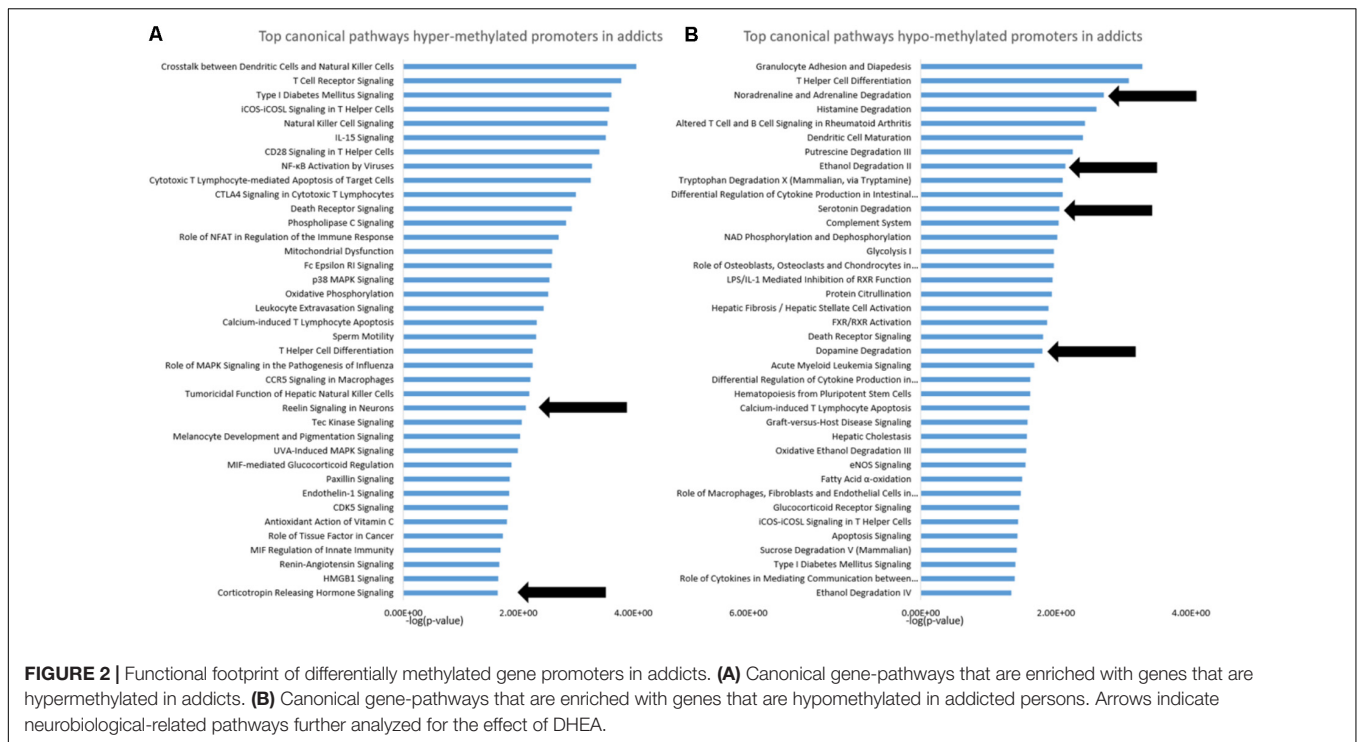 A
Top canonical pathways hyper-methylated promoters in addicts
Crosstalk between Dendritic Cells and Natural Killer Cells
T Cell Receptor Signaling
Type I Diabetes Mellitus Signaling
iCOS-iCOSL Signaling in T Helper Cells
Natural Killer Cell Signaling
IL-15 Signaling
CD28 Signaling in T Helper Cells
NF-κB Activation by Viruses
Cytotoxic T Lymphocyte-mediated Apoptosis of Target Cells
CTLA4 Signaling in Cytotoxic T Lymphocytes
Death Receptor Signaling
Phospholipase C Signaling
Role of NFAT in Regulation of the Immune Response
Mitochondrial Dysfunction
Fc Epsilon RI Signaling
p38 MAPK Signaling
Oxidative Phosphorylation
Leukocyte Extravasation Signaling
Calcium-induced T Lymphocyte Apoptosis
Sperm Motility
T Helper Cell Differentiation
Role of MAPK Signaling in the Pathogenesis of Influenza
CCR5 Signaling in Macrophages
Tumoricidal Function of Hepatic Natural Killer Cells
Reelin Signaling in Neurons
Tec Kinase Signaling
Melanocyte Development and Pigmentation Signaling
UVA-Induced MAPK Signaling
MIF-mediated Glucocorticoid Regulation
Paxillin Signaling
Endothelin-1 Signaling
CDK5 Signaling
Antioxidant Action of Vitamin C
Role of Tissue Factor in Cancer
MIF Regulation of Innate Immunity
Renin-Angiotensin Signaling
HMGB1 Signaling
Corticotropin Releasing Hormone Signaling
0.00E+00 2.00E+00 4.00E+00 6.00E+00
-log(p-value)
B
Top canonical pathways hypo-methylated promoters in addicts
Granulocyte Adhesion and Diapedesis
T Helper Cell Differentiation
Noradrenaline and Adrenaline Degradation
Histamine Degradation
Altered T Cell and B Cell Signaling in Rheumatoid Arthritis
Dendritic Cell Maturation
Putrescine Degradation III
Ethanol Degradation II
Tryptophan Degradation X (Mammalian, via Tryptamine)
Differential Regulation of Cytokine Production in Intestinal...
Serotonin Degradation
Complement System
NAD Phosphorylation and Dephosphorylation
Glycolysis I
Role of Osteoblasts, Osteoclasts and Chondrocytes in...
LPS/IL-1 Mediated Inhibition of RXR Function
Protein Citrullination
Hepatic Fibrosis / Hepatic Stellate Cell Activation
FXR/RXR Activation
Death Receptor Signaling
Dopamine Degradation
Acute Myeloid Leukemia Signaling
Differential Regulation of Cytokine Production in...
Hematopoiesis from Pluripotent Stem Cells
Calcium-induced T Lymphocyte Apoptosis
Graft-versus-Host Disease Signaling
Hepatic Cholestasis
Oxidative Ethanol Degradation III
eNOS Signaling
Fatty Acid α-oxidation
Role of Macrophages, Fibroblasts and Endothelial Cells in...
Glucocorticoid Receptor Signaling
iCOS-iCOSL Signaling in T Helper Cells
Apoptosis Signaling
Sucrose Degradation V (Mammalian)
Type I Diabetes Mellitus Signaling
Role of Cytokines in Mediating Communication between...
Ethanol Degradation IV
0.00E+00 2.00E+00 4.00E+00
-log(p-value)
FIGURE 2 | Functional footprint of differentially methylated gene promoters in addicts. (A) Canonical gene-pathways that are enriched with genes that are
hypermethylated in addicts. (B) Canonical gene-pathways that are enriched with genes that are hypomethylated in addicted persons. Arrows indicate
neurobiological-related pathways further analyzed for the effect of DHEA.